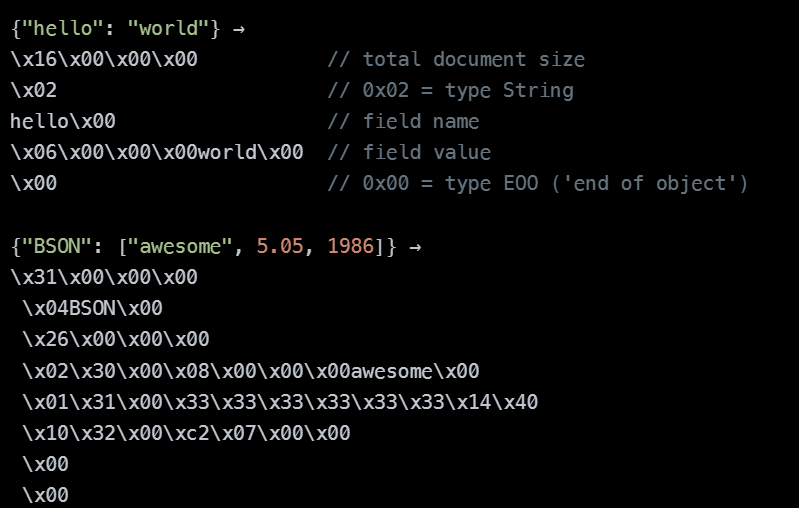 {"hello": "world"} →
\x16\x00\x00\x00           // total document size
\x02                       // 0x02 = type String
hello\x00                  // field name
\x06\x00\x00\x00world\x00  // field value
\x00                       // 0x00 = type EOO ('end of object')

{"BSON": ["awesome", 5.05, 1986]} →
\x31\x00\x00\x00
 \x04BSON\x00
 \x26\x00\x00\x00
 \x02\x30\x00\x08\x00\x00\x00awesome\x00
 \x01\x31\x00\x33\x33\x33\x33\x33\x33\x14\x40
 \x10\x32\x00\xc2\x07\x00\x00
 \x00
 \x00